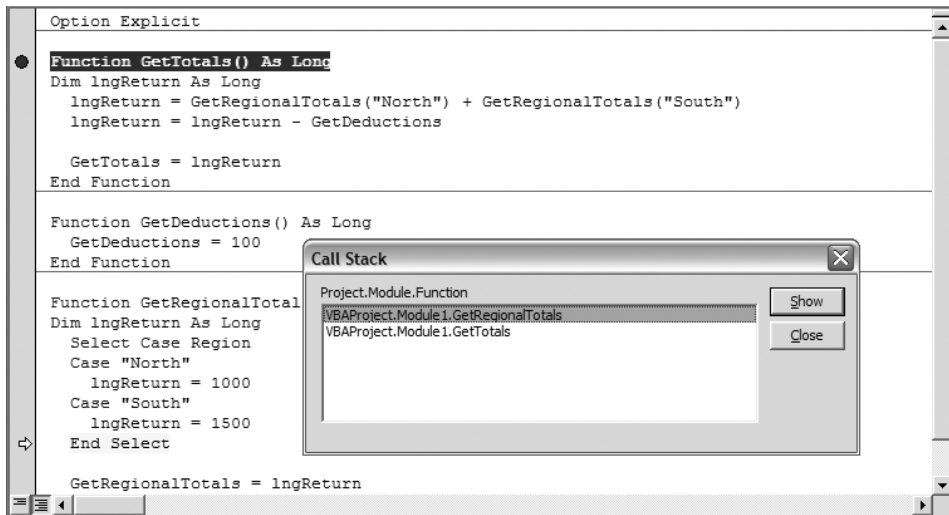 Option Explicit
Function GetTotals() As Long
Dim lngReturn As Long
lngReturn = GetRegionalTotals("North") + GetRegionalTotals("South")
lngReturn = lngReturn - GetDeductions
GetTotals = lngReturn
End Function
Function GetDeductions() As Long
GetDeductions = 100
End Function
Function GetRegionalTotal
Dim lngReturn As Long
Select Case Region
Case "North"
lngReturn = 1000
Case "South"
lngReturn = 1500
End Select
GetRegionalTotals = lngReturn
Call Stack
Project.Module.Function
VBAProject.Module1.GetRegionalTotals
VBAProject.Module1.GetTotals
Show
Close